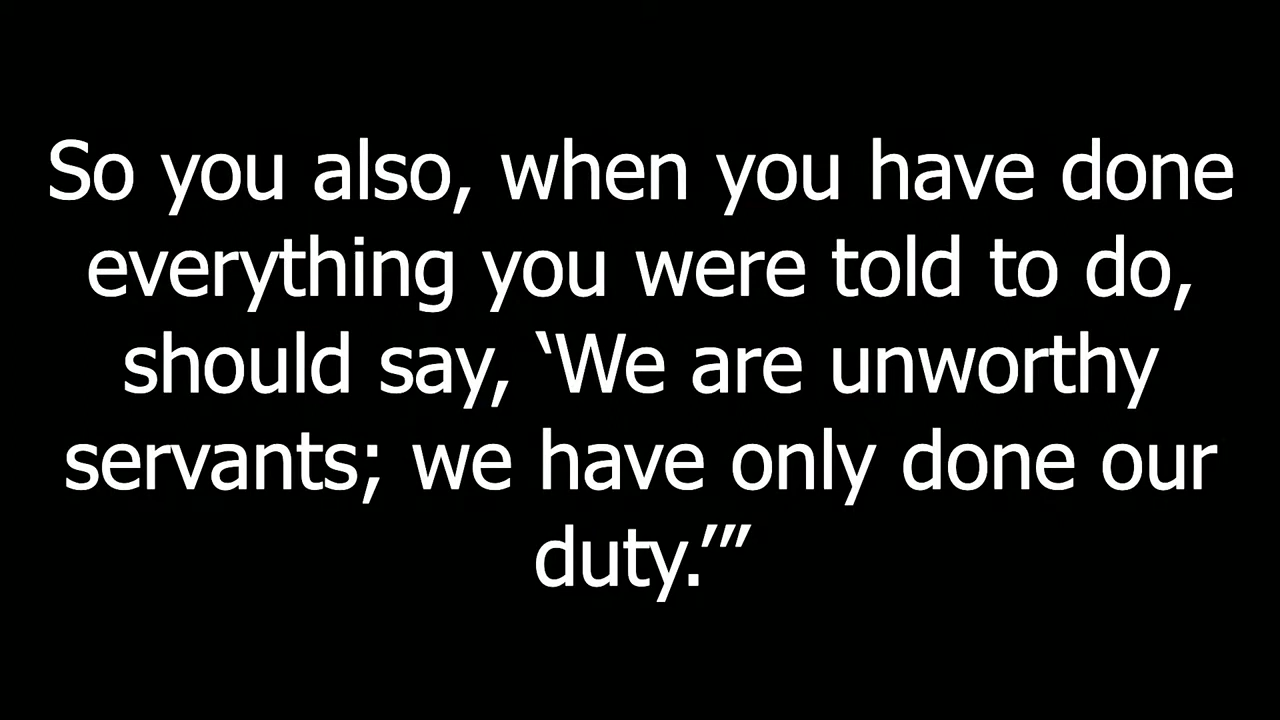 So you also, when you have done
everything you were told to do,
should say, ‘We are unworthy
servants; we have only done our
duty.’”